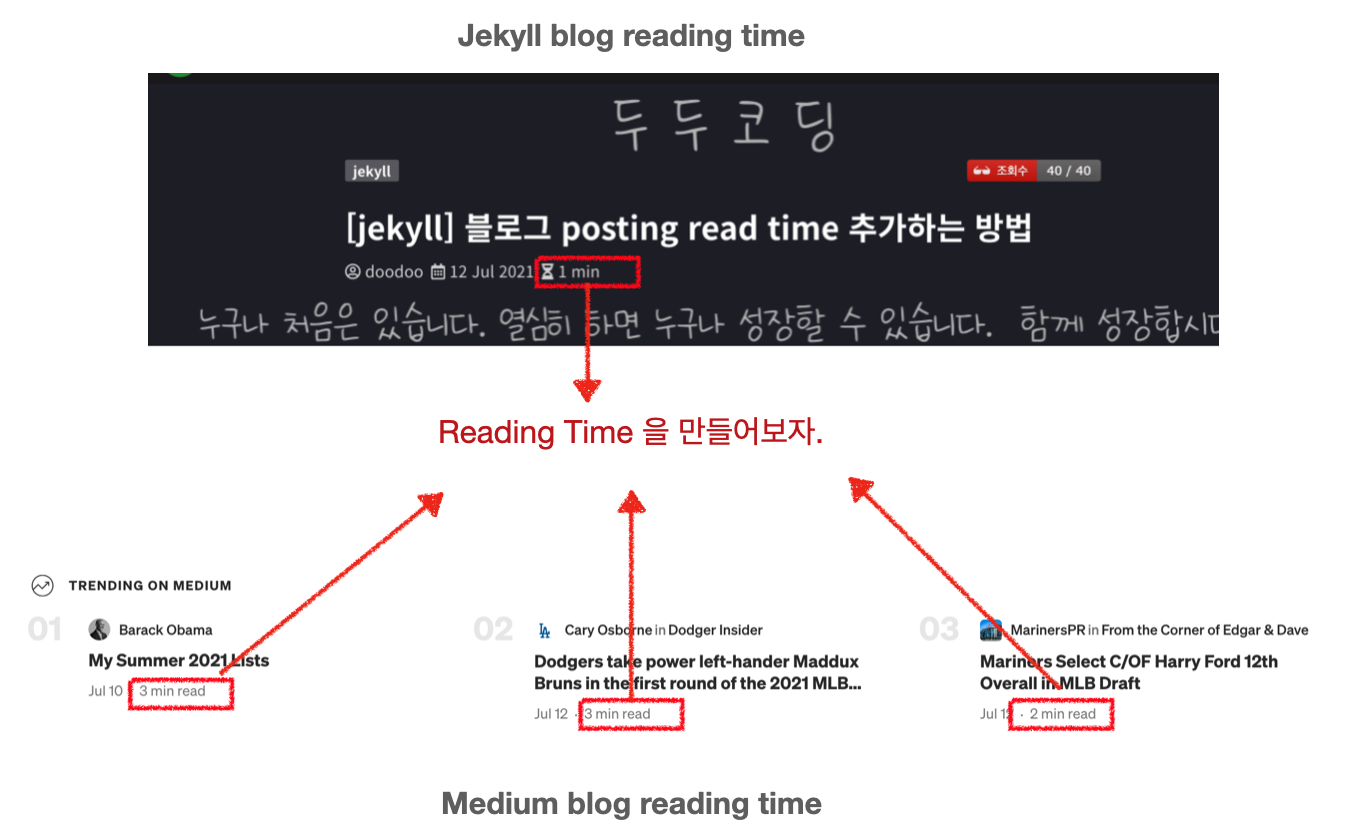 Jekyll blog reading time
두두코딩
jekyll
조회수 40 / 40
[jekyll] 블로그 posting read time 추가하는 방법
doodoo 12 Jul 2021 1 min
누구나 처음은 있습니다. 열심히 하면 누구나 성장할 수 있습니다. 함께 성장합시다
Reading Time 을 만들어보자.
TRENDING ON MEDIUM
01
Barack Obama
My Summer 2021 Lists
Jul 10 · 3 min read
02
LA
Cary Osborne in Dodger Insider
Dodgers take power left-hander Maddux
Bruns in the first round of the 2021 MLB...
Jul 12 · 3 min read
03
MarinersPR in From the Corner of Edgar & Dave
Mariners Select C/OF Harry Ford 12th
Overall in MLB Draft
Jul 12 · 2 min read
Medium blog reading time